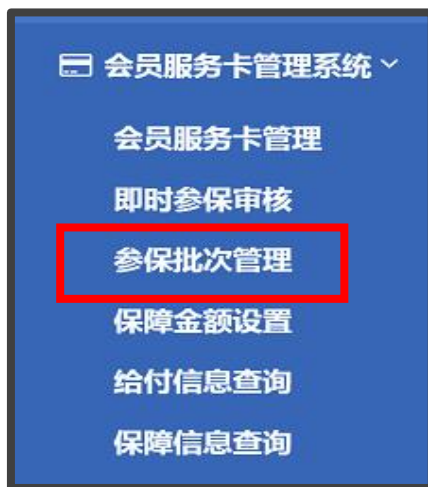 会员服务卡管理系统
会员服务卡管理
即时参保审核
参保批次管理
保障金额设置
给付信息查询
保障信息查询